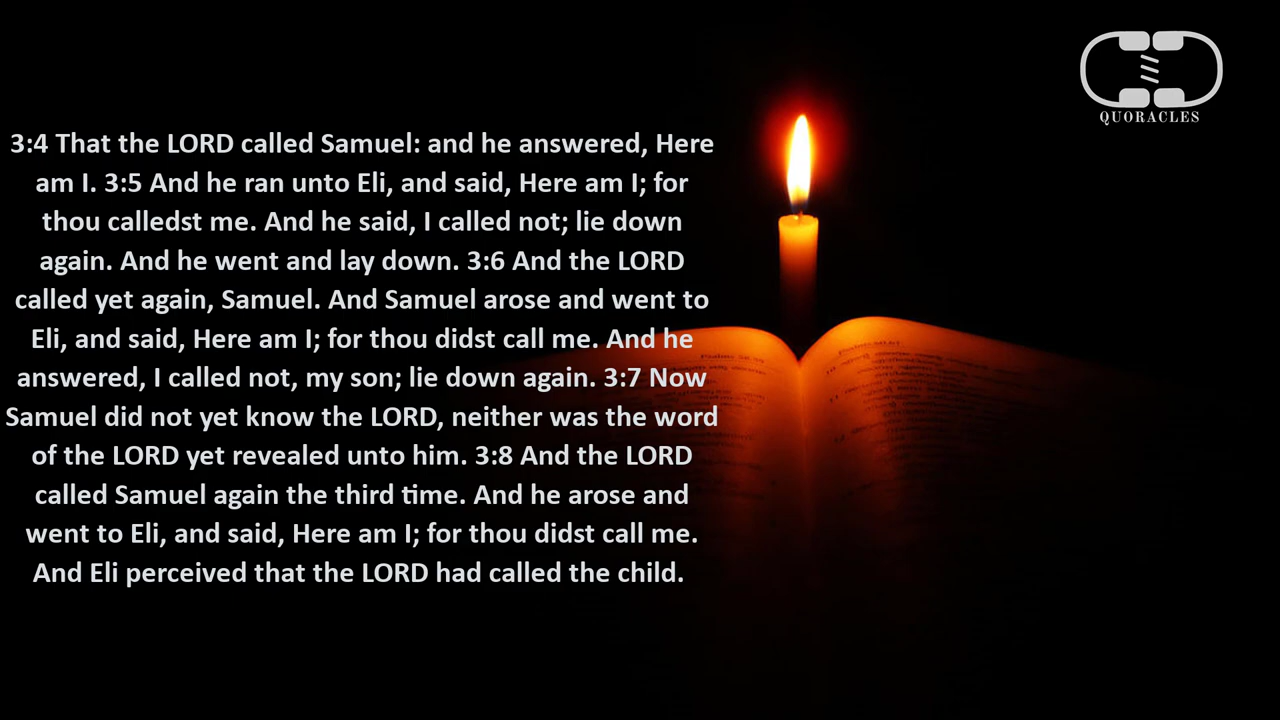 QUORACLES
3:4 That the LORD called Samuel: and he answered, Here
am I. 3:5 And he ran unto Eli, and said, Here am I; for
thou calledst me. And he said, I called not; lie down
again. And he went and lay down. 3:6 And the LORD
called yet again, Samuel. And Samuel arose and went to
Eli, and said, Here am I; for thou didst call me. And he
answered, I called not, my son; lie down again. 3:7 Now
Samuel did not yet know the LORD, neither was the word
of the LORD yet revealed unto him. 3:8 And the LORD
called Samuel again the third time. And he arose and
went to Eli, and said, Here am I; for thou didst call me.
And Eli perceived that the LORD had called the child.